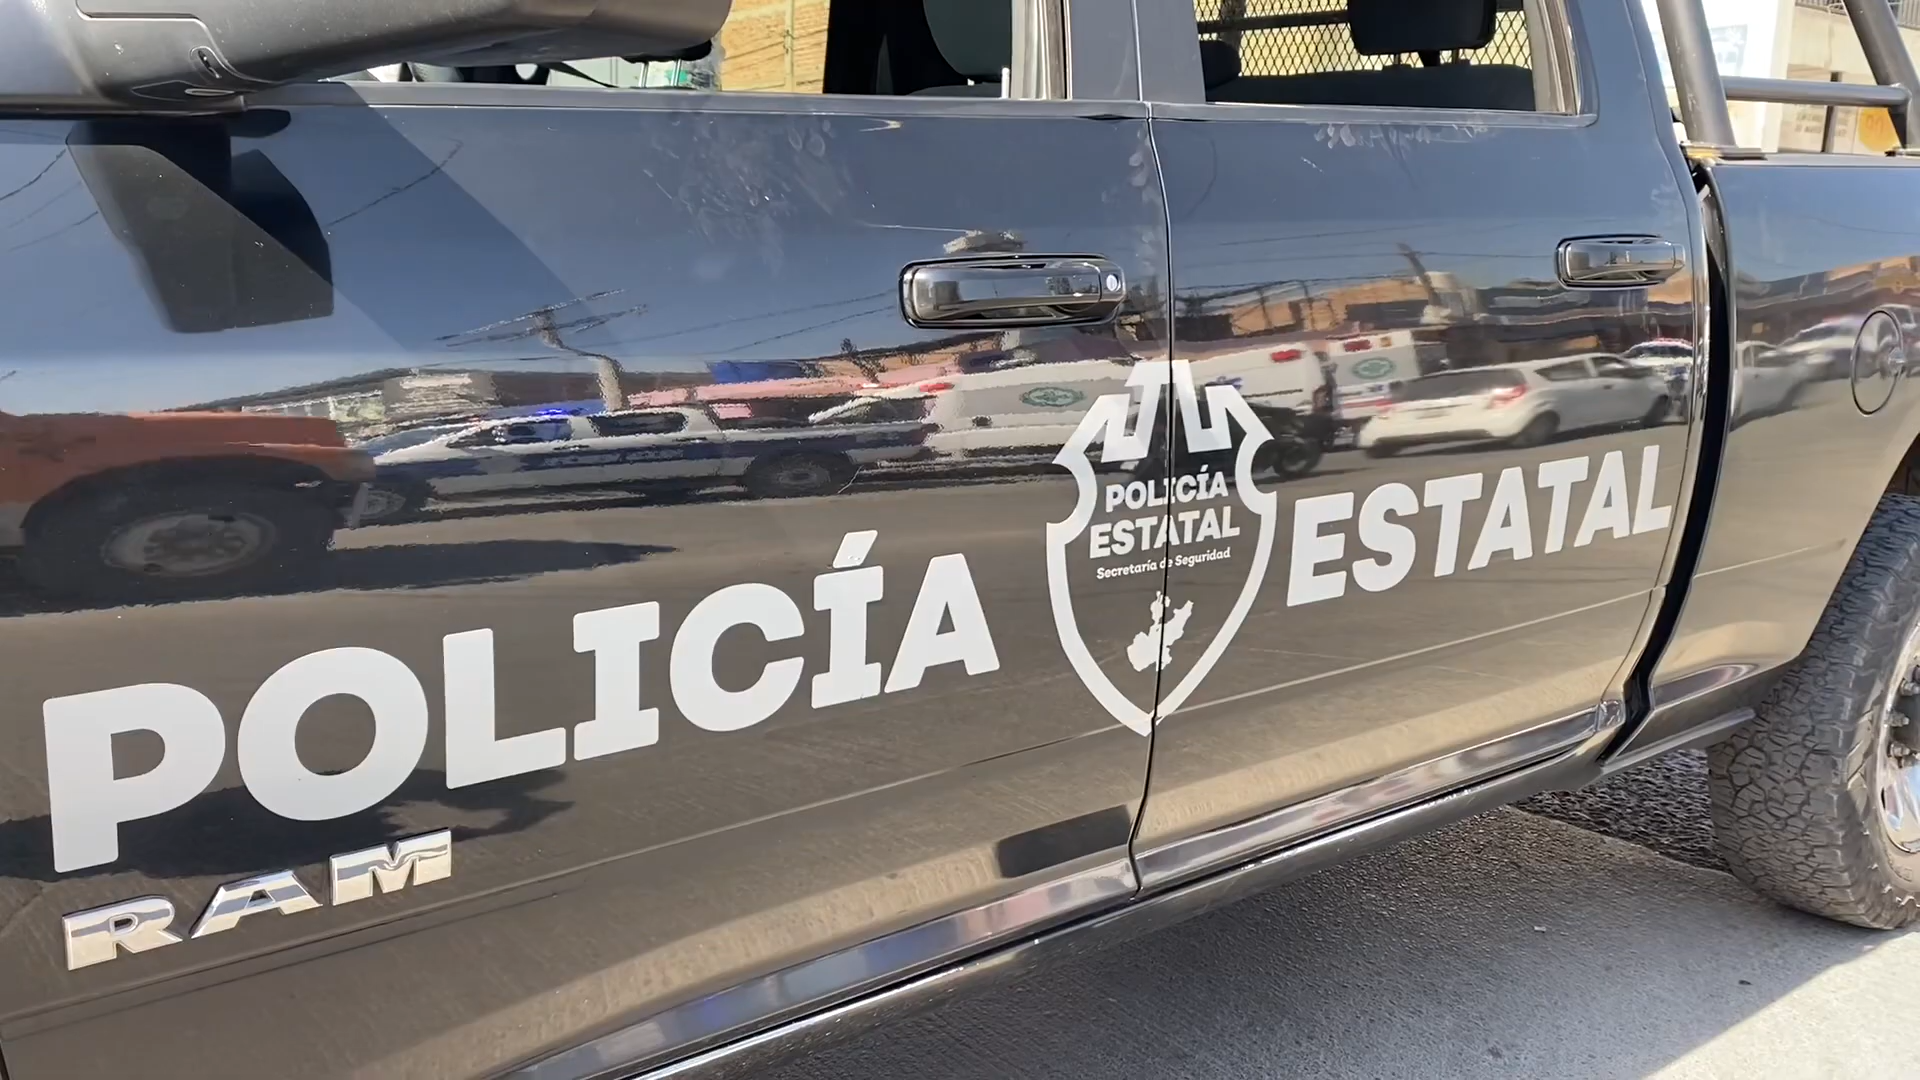 POLICÍA
POLICÍA
ESTATAL
Secretaría de Seguridad
ESTATAL
RAM